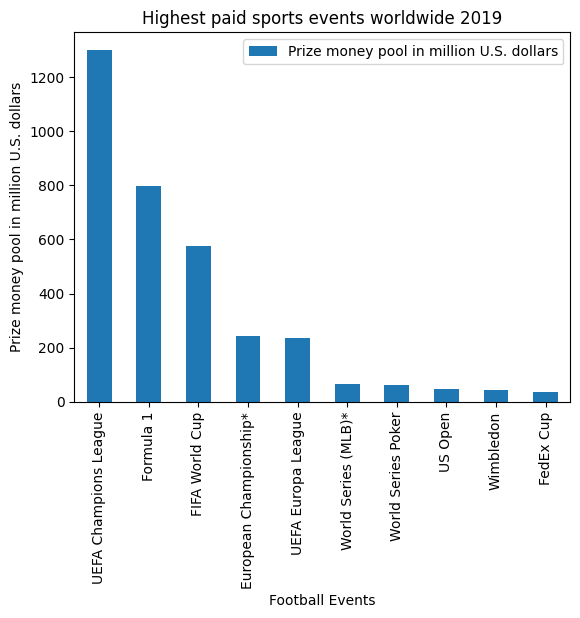 Highest paid sports events worldwide 2019
Prize money pool in million U.S. dollars
Prize money pool in million U.S. dollars
1200
1000
800
600
400
200
0
UEFA Champions League
Formula 1
FIFA World Cup
European Championship*
UEFA Europa League
World Series (MLB)*
World Series Poker
US Open
Wimbledon
FedEx Cup
Football Events